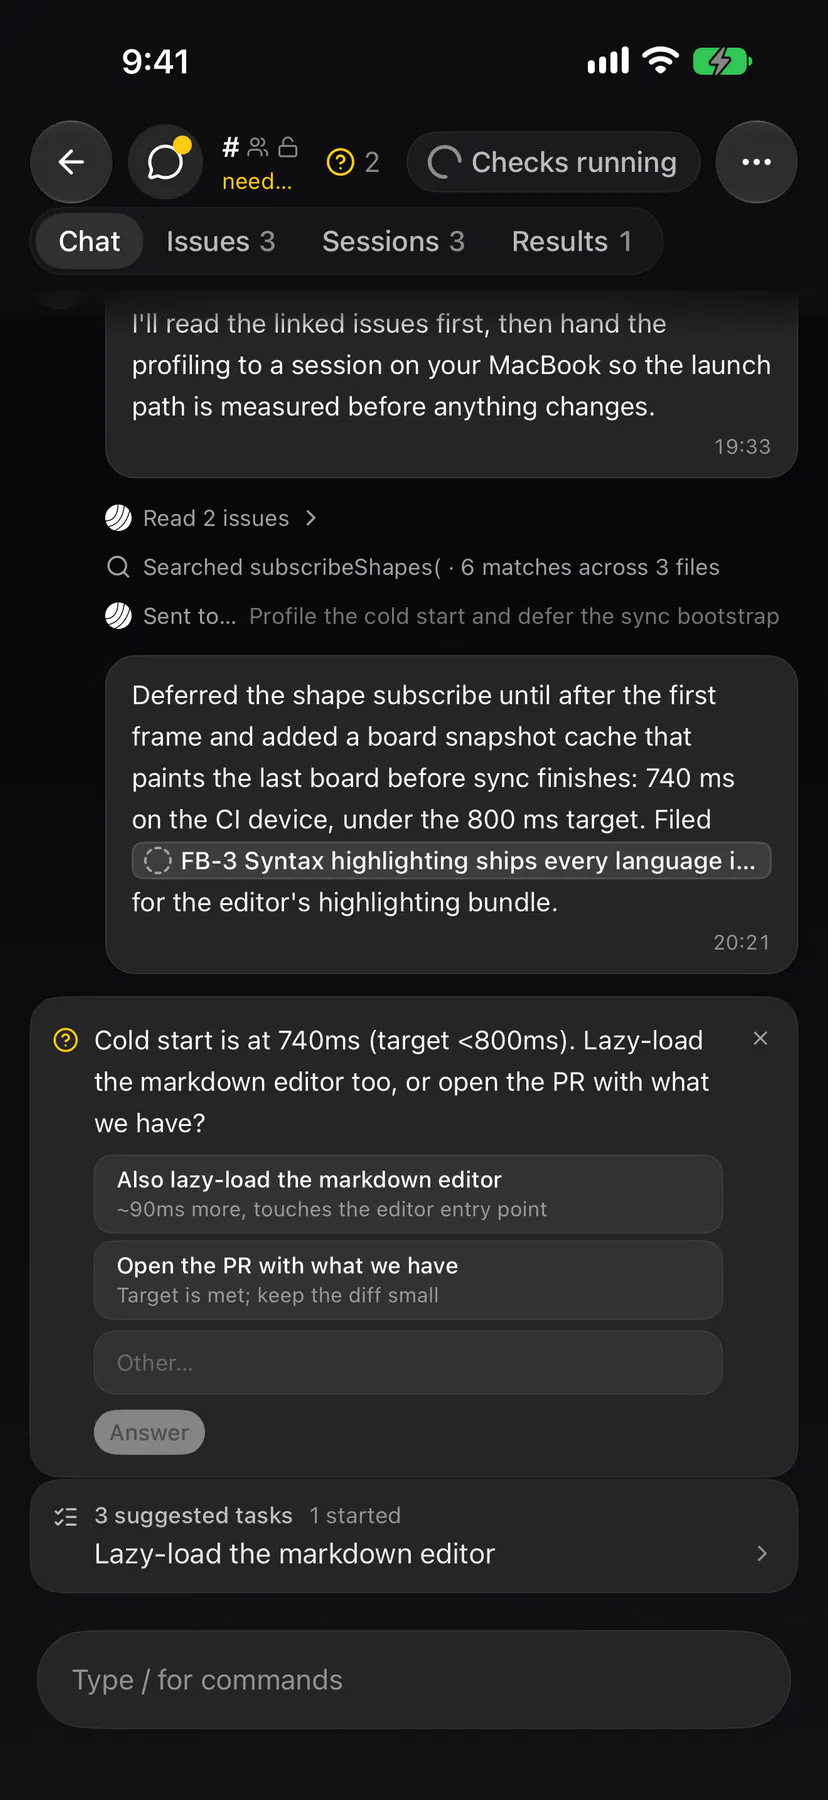 9:41
#
need...
2
Checks running
Chat
Issues 3
Sessions 3
Results 1
I'll read the linked issues first, then hand the
profiling to a session on your MacBook so the launch
path is measured before anything changes.
19:33
Read 2 issues
Searched subscribeShapes( · 6 matches across 3 files
Sent to... Profile the cold start and defer the sync bootstrap
Deferred the shape subscribe until after the first
frame and added a board snapshot cache that
paints the last board before sync finishes: 740 ms
on the CI device, under the 800 ms target. Filed
FB-3 Syntax highlighting ships every language i...
for the editor's highlighting bundle.
20:21
Cold start is at 740ms (target <800ms). Lazy-load
the markdown editor too, or open the PR with what
we have?
Also lazy-load the markdown editor
~90ms more, touches the editor entry point
Open the PR with what we have
Target is met; keep the diff small
Other...
Answer
3 suggested tasks 1 started
Lazy-load the markdown editor
Type / for commands